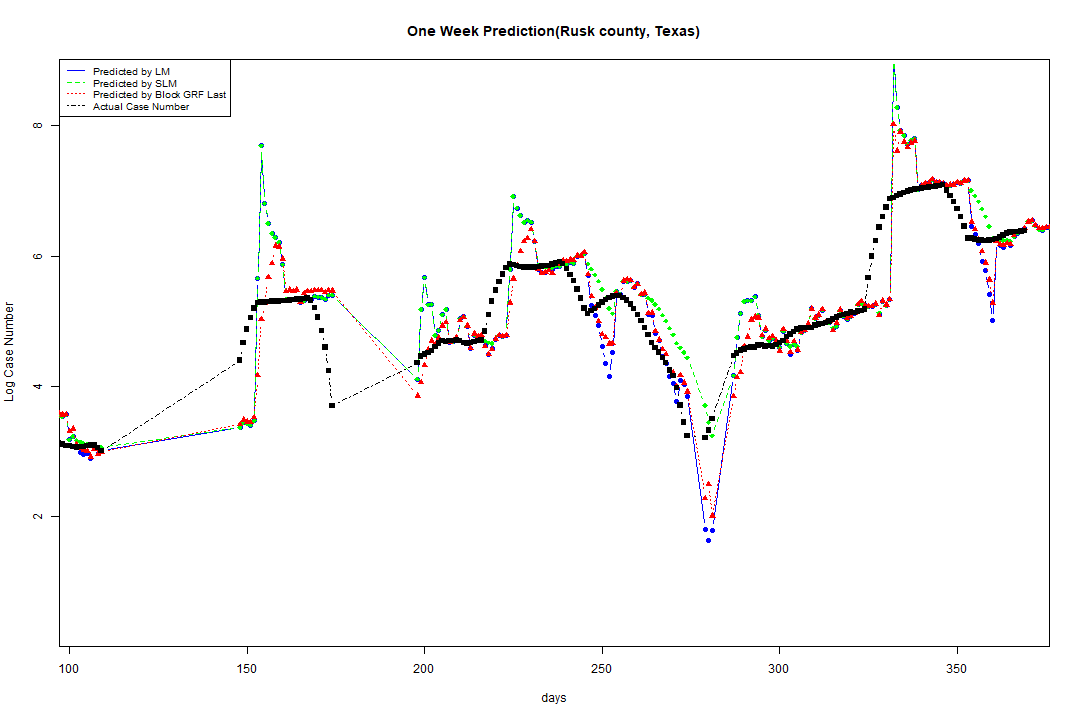 One Week Prediction(Rusk county, Texas)
Predicted by LM
Predicted by SLM
Predicted by Block GRF Last
Actual Case Number
8
6
4
2
Log Case Number
100 150 200 250 300 350
days